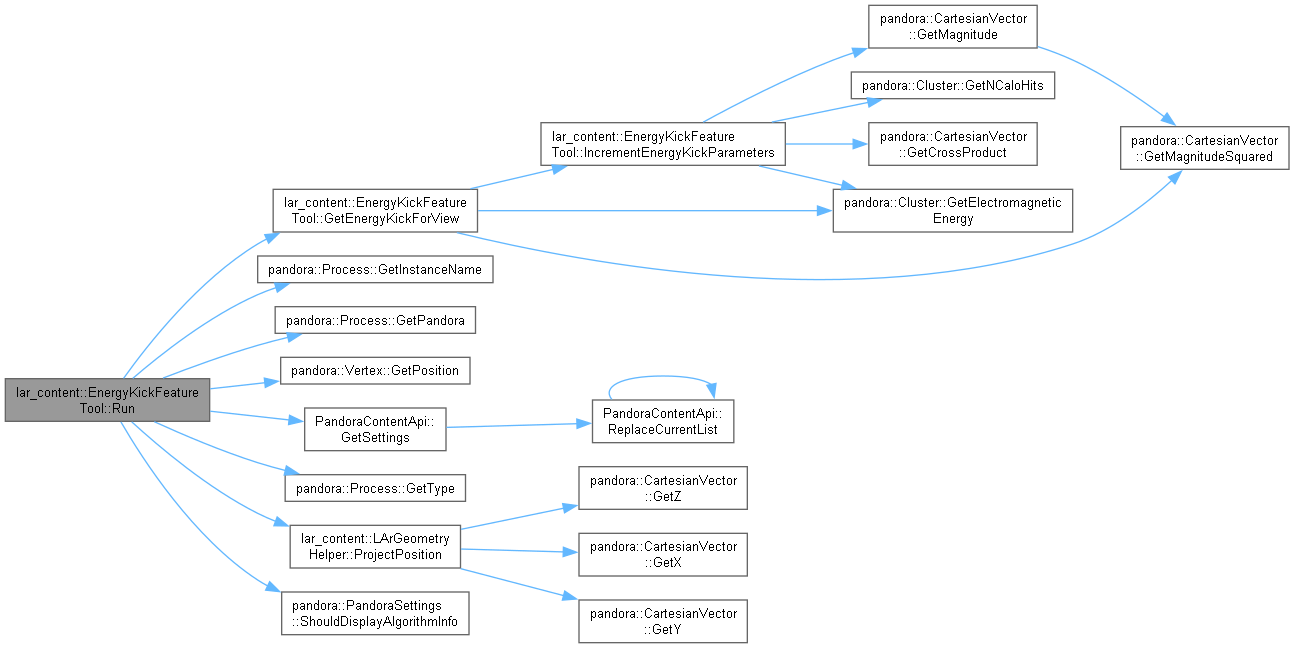 pandora::CartesianVector
::GetMagnitude
pandora::Cluster::GetNCaloHits
lar_content::EnergyKickFeature
Tool::IncrementEnergyKickParameters
pandora::CartesianVector
::GetCrossProduct
pandora::CartesianVector
::GetMagnitudeSquared
lar_content::EnergyKickFeature
Tool::GetEnergyKickForView
pandora::Cluster::GetElectromagnetic
Energy
pandora::Process::GetInstanceName
pandora::Process::GetPandora
pandora::Vertex::GetPosition
lar_content::EnergyKickFeature
Tool::Run
PandoraContentApi::
GetSettings
PandoraContentApi::
ReplaceCurrentList
pandora::Process::GetType
pandora::CartesianVector
::GetZ
lar_content::LArGeometry
Helper::ProjectPosition
pandora::CartesianVector
::GetX
pandora::PandoraSettings
::ShouldDisplayAlgorithmInfo
pandora::CartesianVector
::GetY